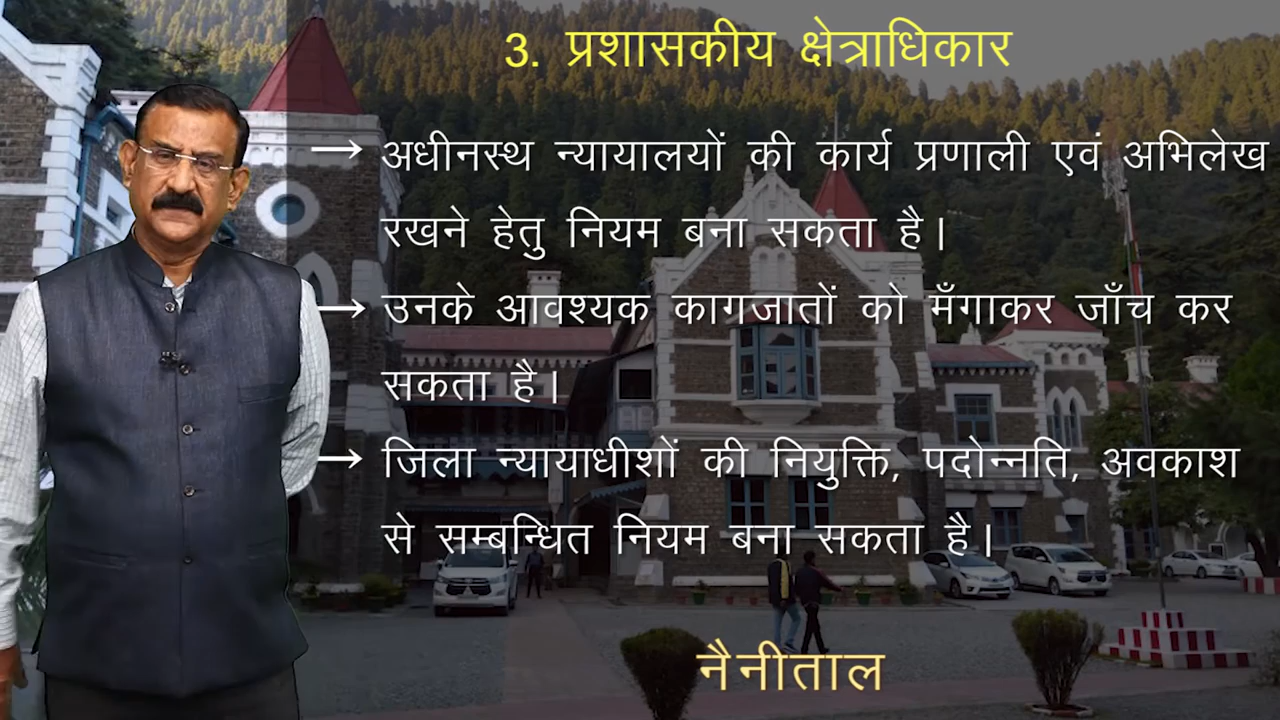 3. प्रशासकीय क्षेत्राधिकार
→ अधीनस्थ न्यायालयों की कार्य प्रणाली एवं अभिलेख
रखने हेतु नियम बना सकता है।
→ उनके आवश्यक कागजातों को मँगाकर जाँच कर
सकता है।
→ जिला न्यायाधीशों की नियुक्ति, पदोन्नति, अवकाश
से सम्बन्धित नियम बना सकता है।
नैनीताल